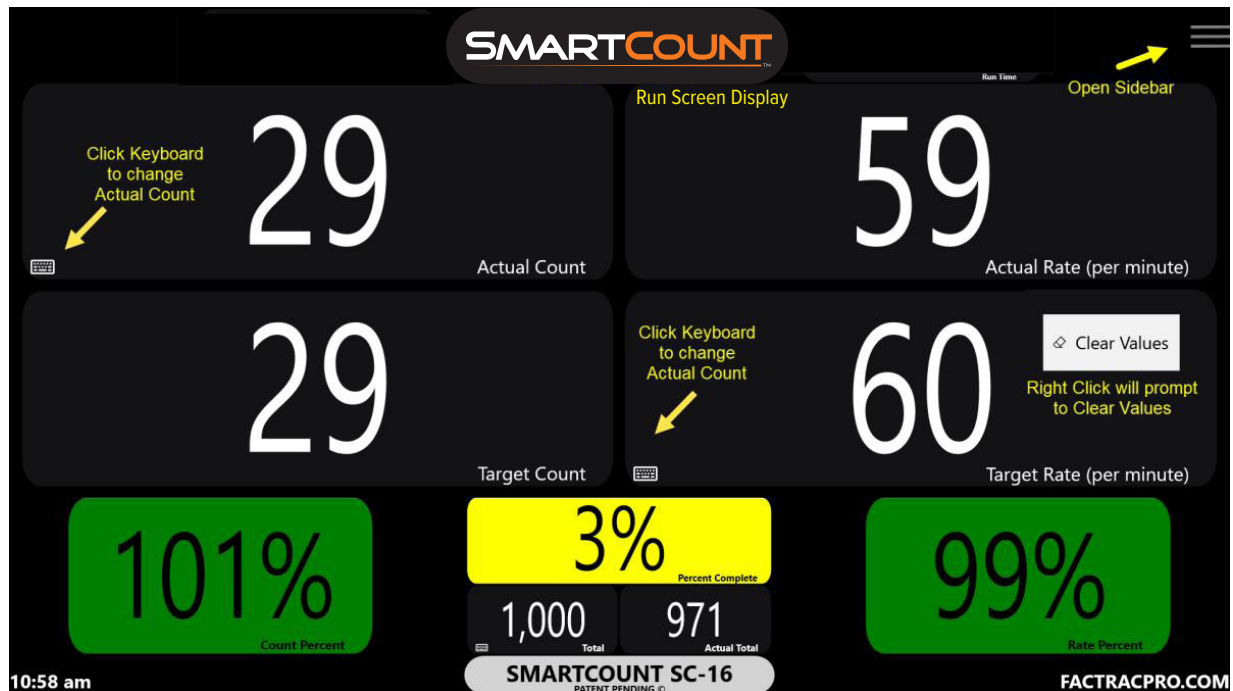 SMARTCOUNT™
Run Screen Display
Run Time
Open Sidebar
Click Keyboard
to change
Actual Count
29
Actual Count
59
Actual Rate (per minute)
29
Target Count
Click Keyboard
to change
Actual Count
60
Clear Values
Right Click will prompt
to Clear Values
Target Rate (per minute)
101%
Count Percent
3%
Percent Complete
1,000
Total
971
Actual Total
99%
Rate Percent
10:58 am
SMARTCOUNT SC-16
PATENT PENDING ©
FACTRACPRO.COM